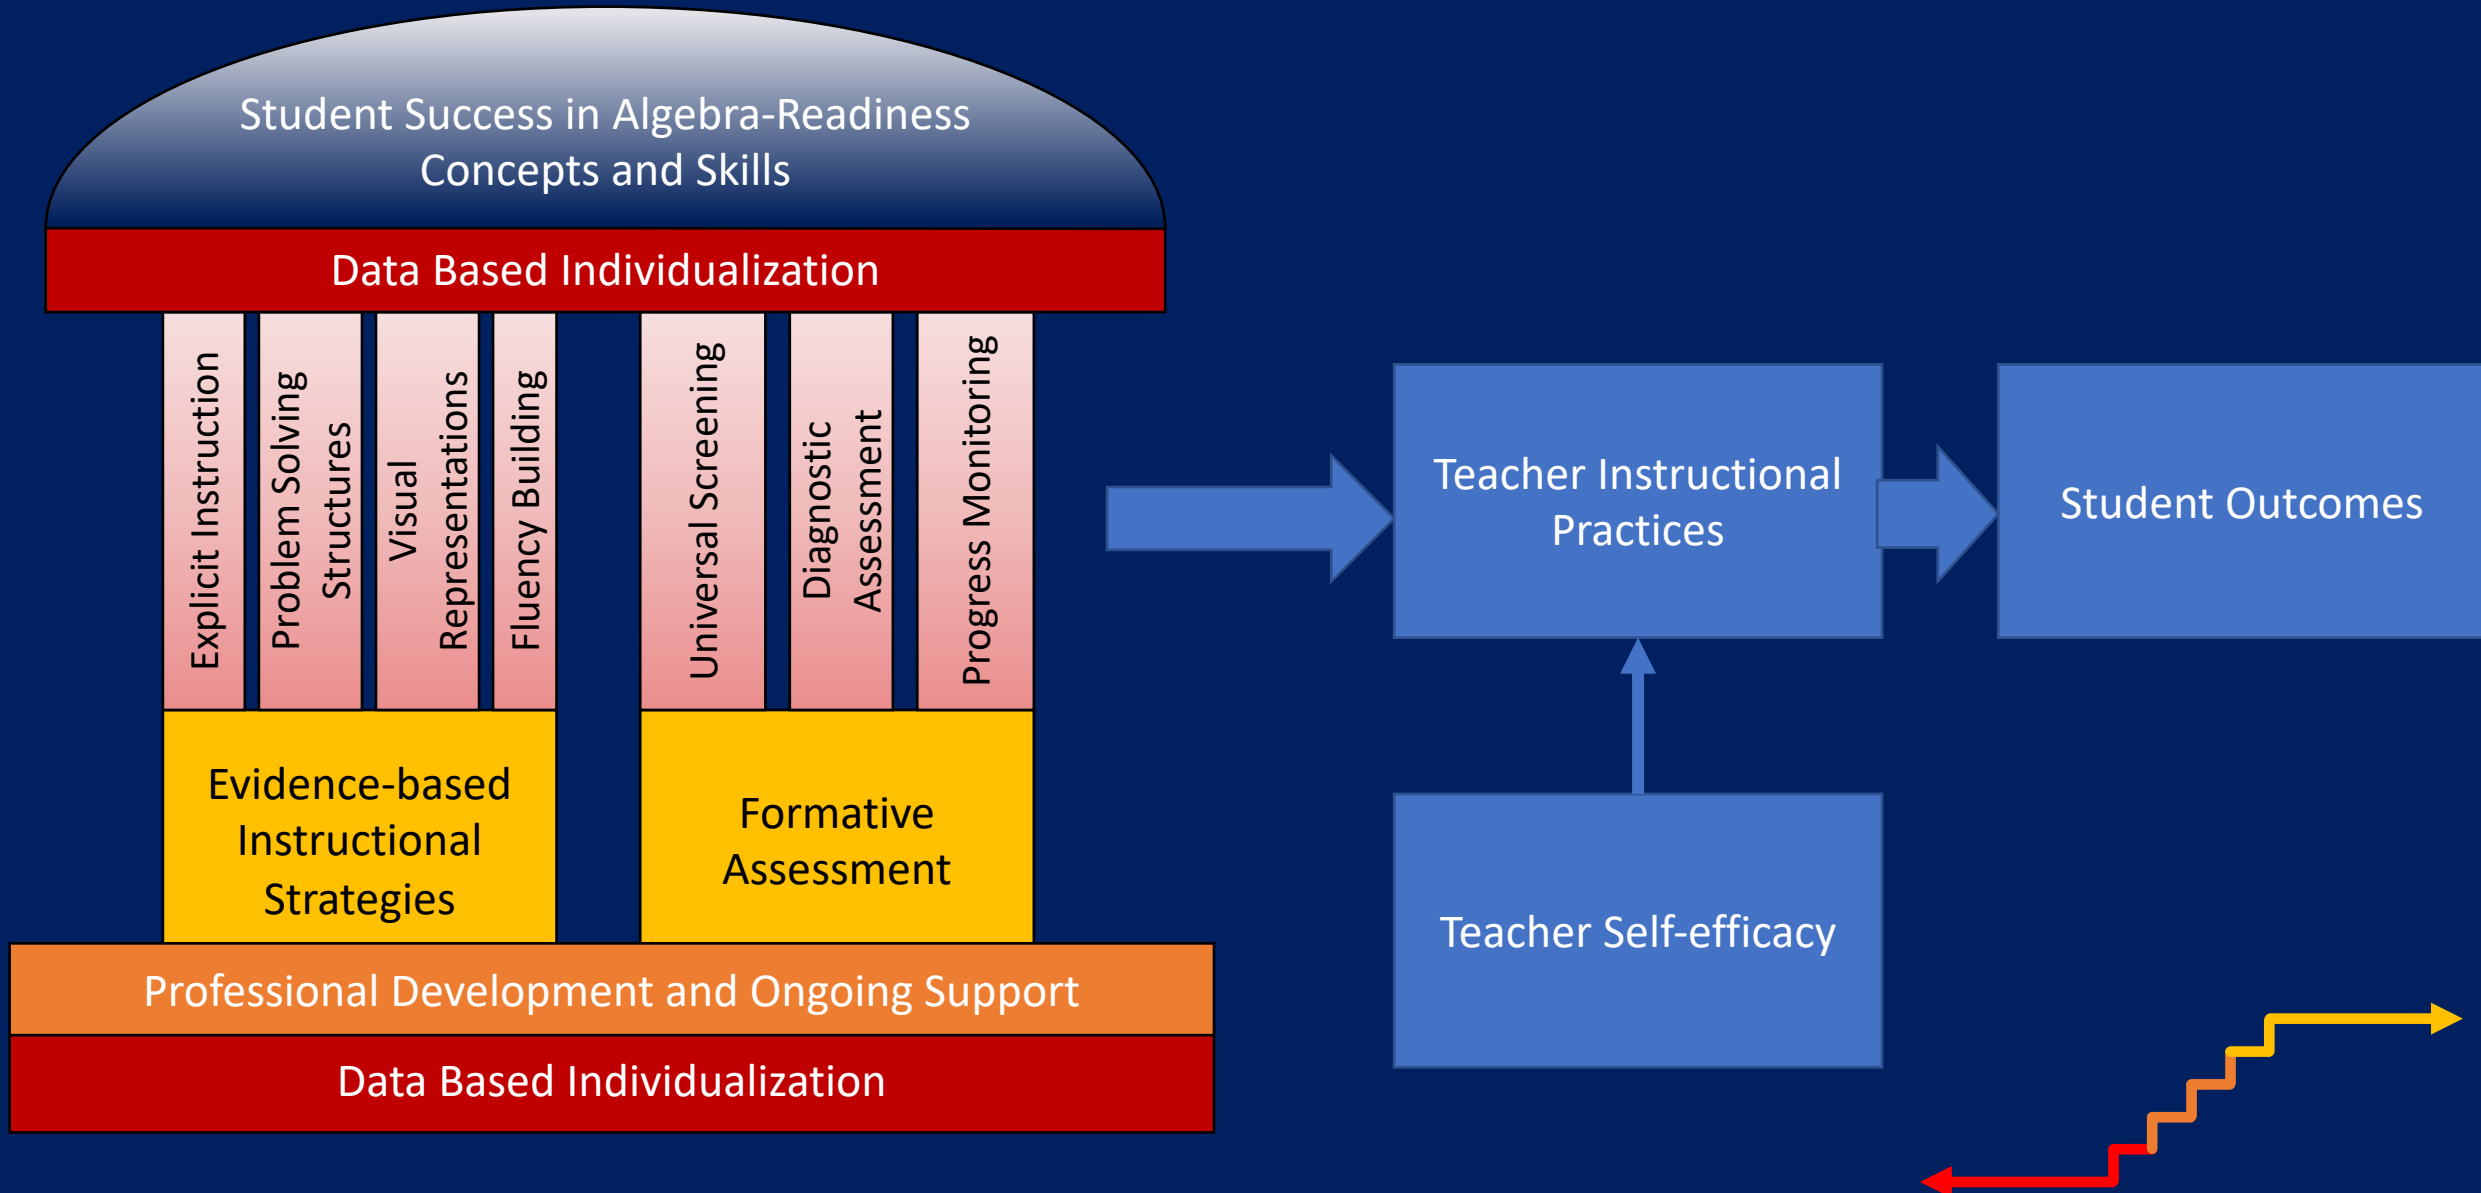 Student Success in Algebra-Readiness
Concepts and Skills
Data Based Individualization
Explicit Instruction
Problem Solving
Structures
Visual
Representations
Fluency Building
Universal Screening
Diagnostic
Assessment
Progress Monitoring
Evidence-based
Instructional
Strategies
Formative
Assessment
Professional Development and Ongoing Support
Data Based Individualization
Teacher Instructional
Practices
Student Outcomes
Teacher Self-efficacy